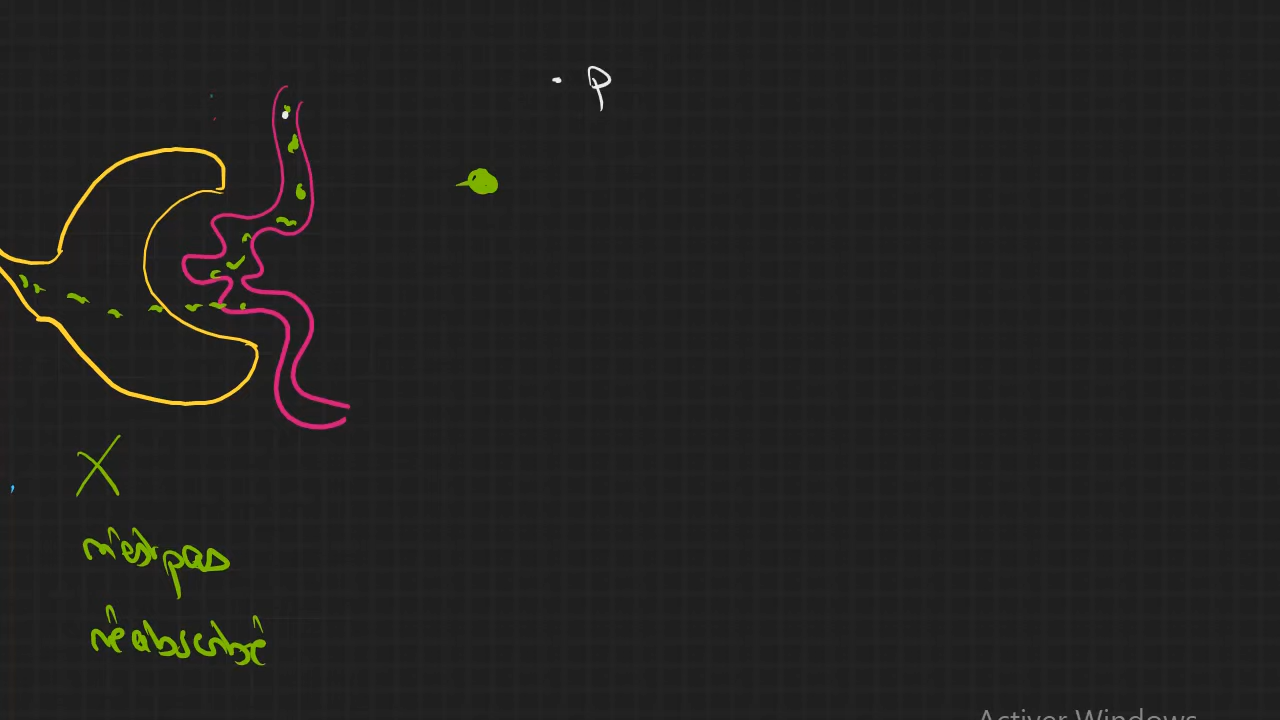 · P
X
n'est pas
réabsorbé
Activer Windows